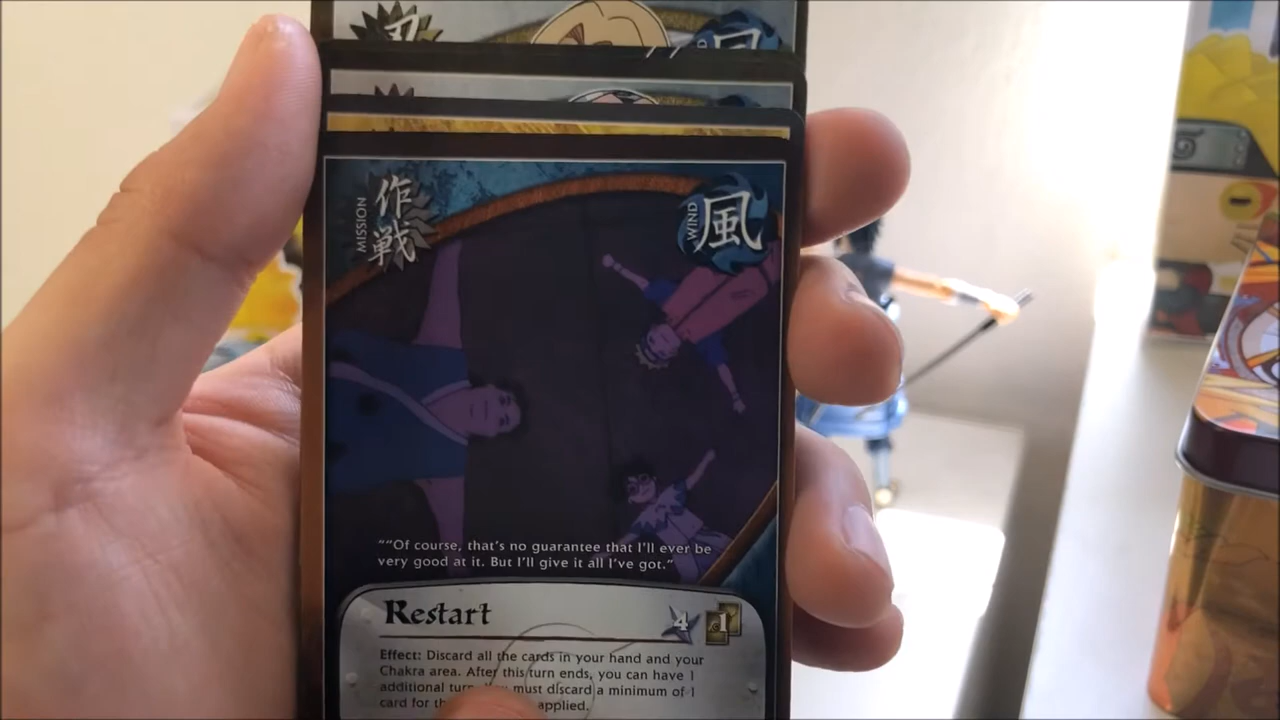 忍
風
MISSION
作戦
WIND
風
““Of course, that's no guarantee that I'll ever be
very good at it. But I'll give it all I've got.”
Restart
4
1
Effect: Discard all the cards in your hand and your
Chakra area. After this turn ends, you can have 1
additional turn. must discard a minimum of 1
card for applied.